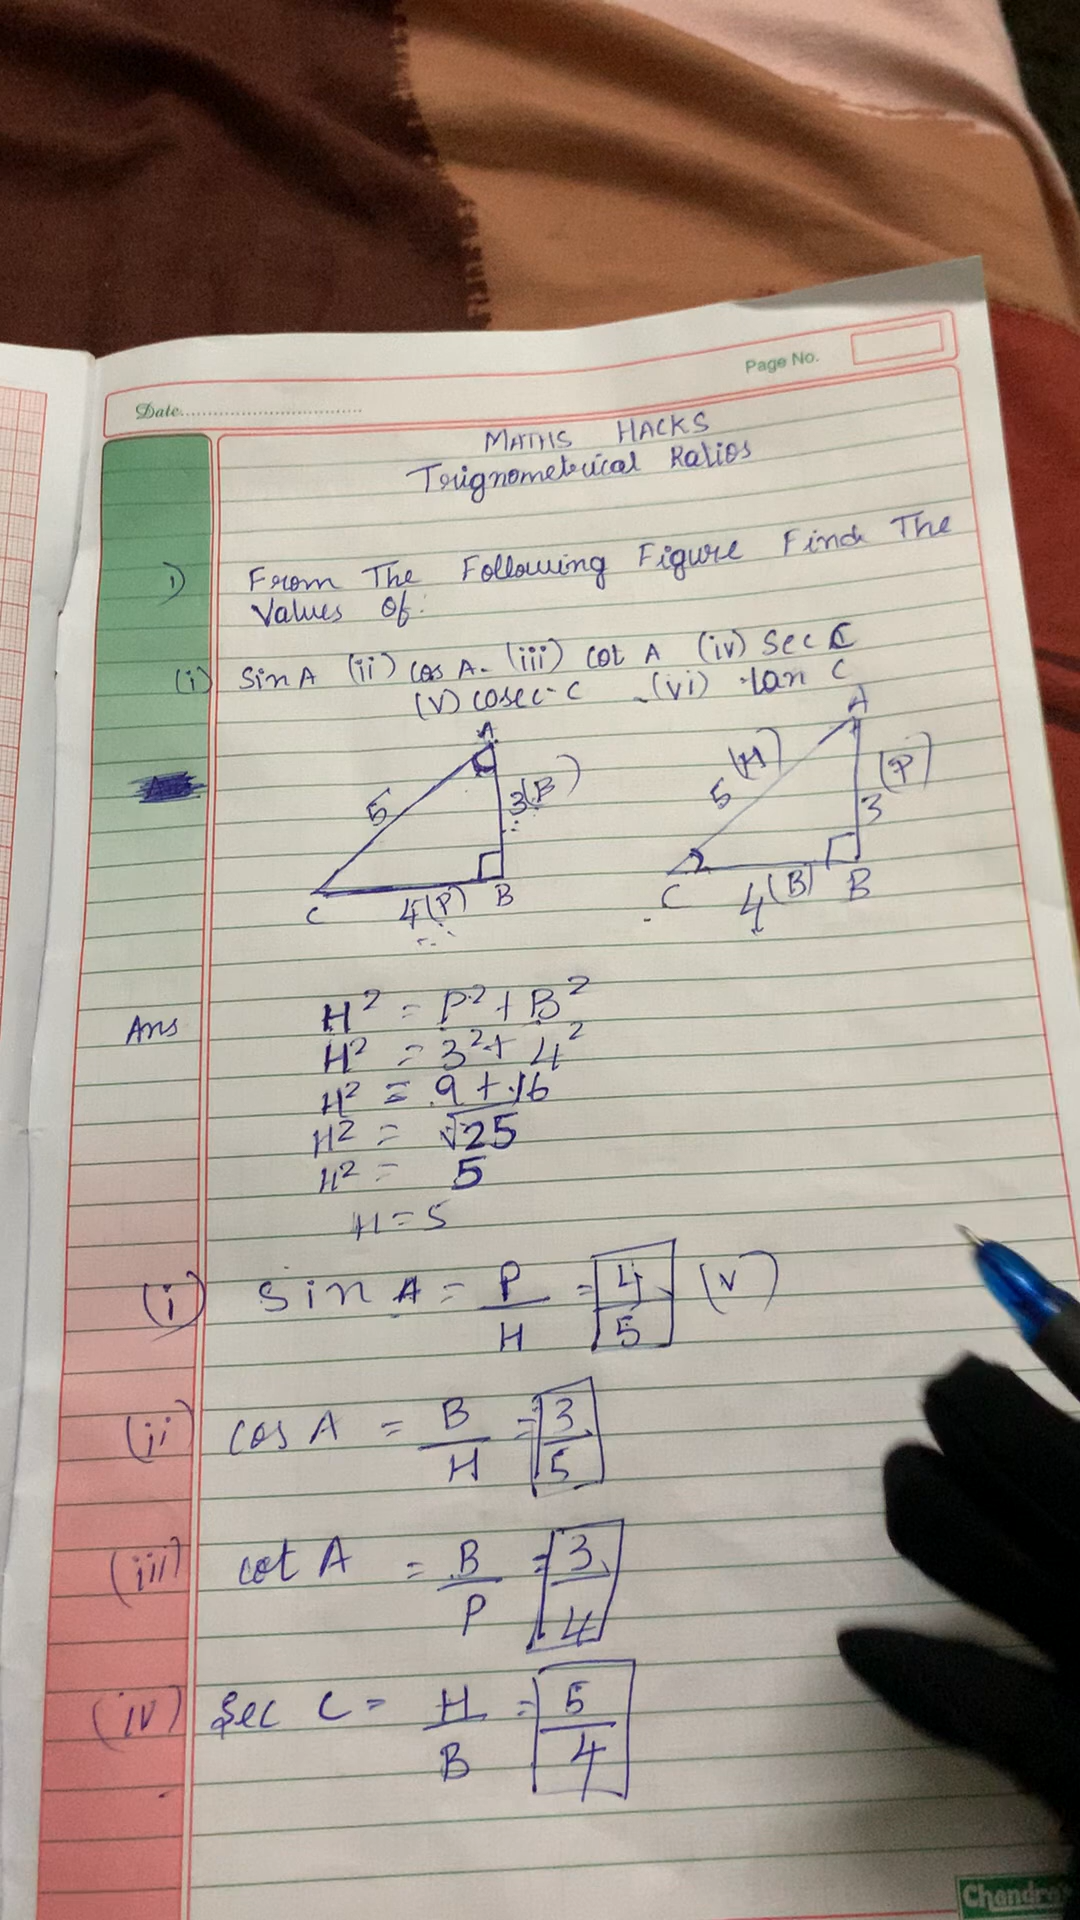 Page No.
Date
MATHS HACKS
Trignometrical Ratios
1) From The Following Figure Find The
Values Of:
(i) Sin A (ii) cos A. (iii) cot A (iv) Sec C
(v) cosec C (vi) tan C
A
5
3(B)
C
4(P)
B
A
5 (H)
(P)
3
C
4(B)
B
Ans
H² = P² + B²
H² = 3² + 4²
H² = 9 + 16
H² = √25
H² = 5
H = 5
(i) Sin A = P/H = 4/5 (v)
(ii) cos A = B/H = 3/5
(iii) cot A = B/P = 3/4
(iv) Sec C = H/B = 5/4